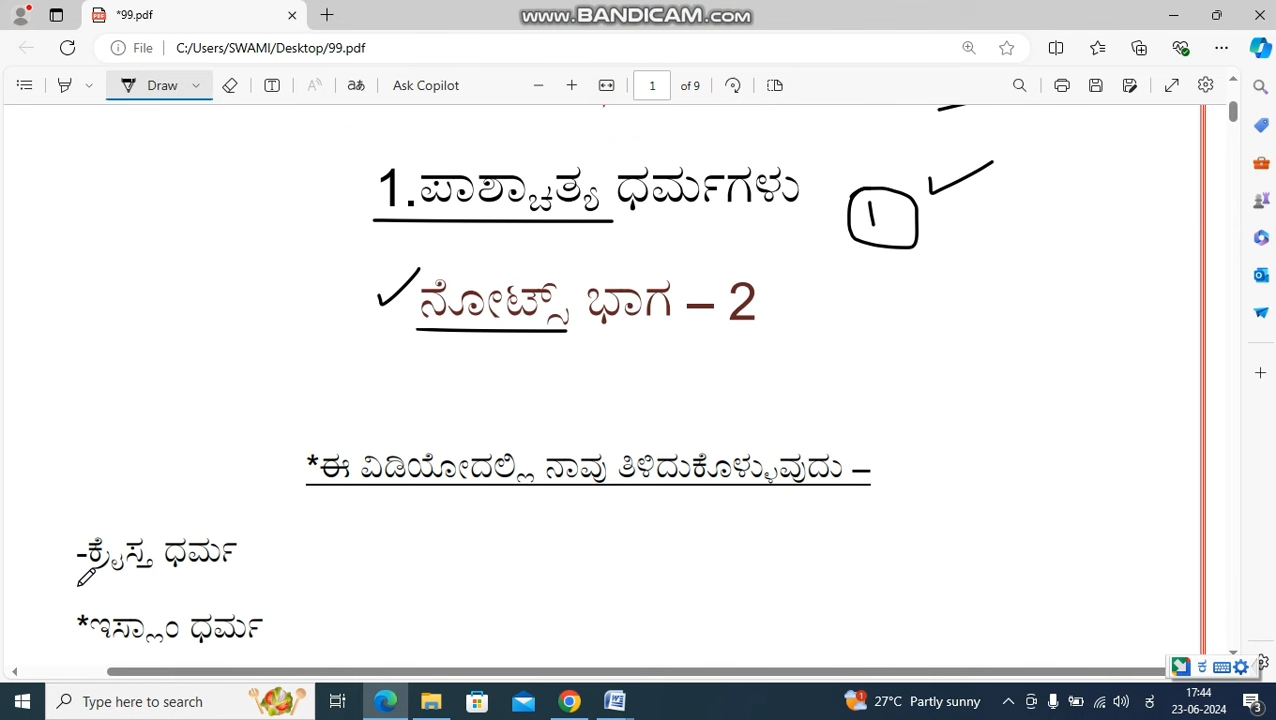 *99.pdf
www.BANDICAM.com
File C:/Users/SWAMI/Desktop/99.pdf
Draw Ask Copilot 1 of 9
1.ಪಾಶ್ಚಾತ್ಯ ಧರ್ಮಗಳು
1
ನೋಟ್ಸ್ ಭಾಗ – 2
*ಈ ವಿಡಿಯೋದಲ್ಲಿ ನಾವು ತಿಳಿದುಕೊಳ್ಳುವುದು –
-ಕ್ರೈಸ್ತ ಧರ್ಮ
*ಇಸ್ಲಾಂ ಧರ್ಮ
Type here to search
27°C Partly sunny
17:44
23-06-2024